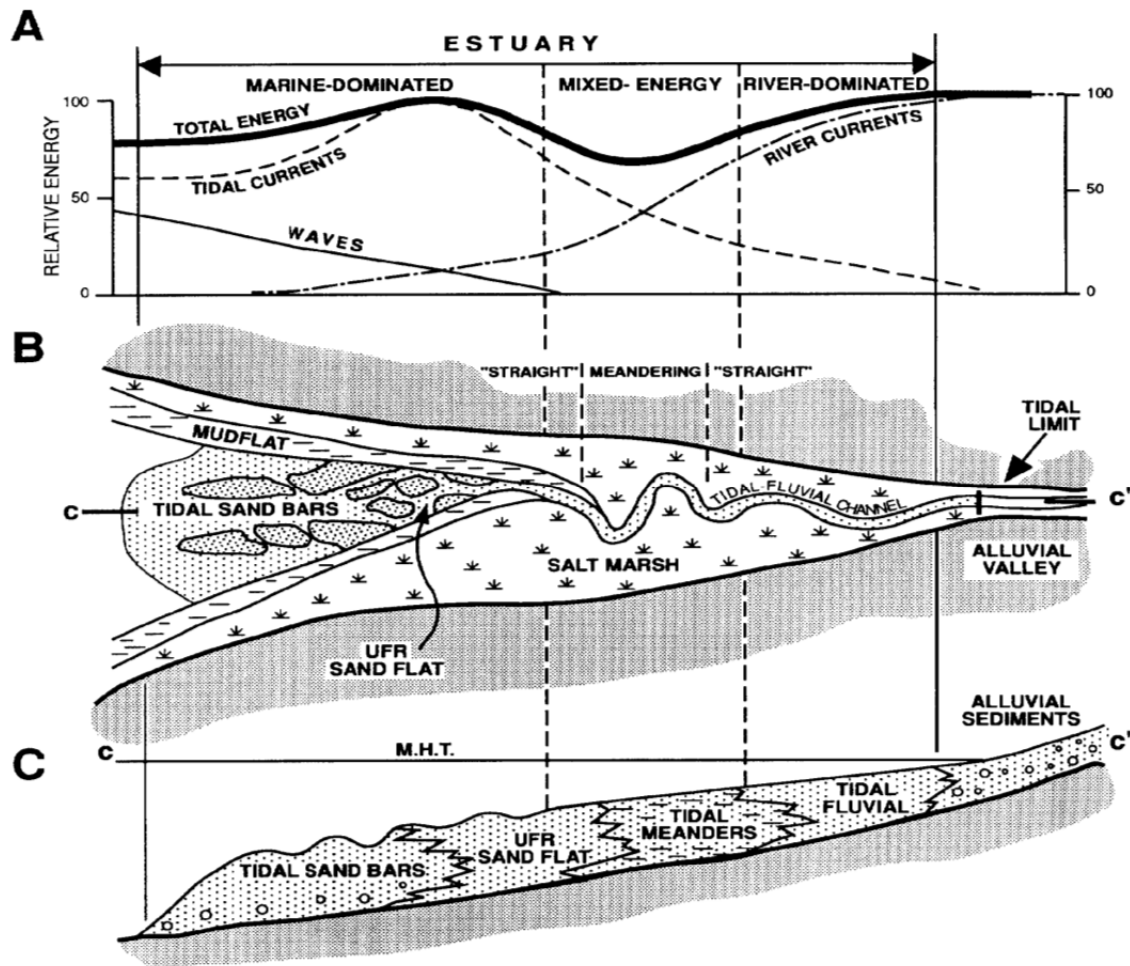 A
ESTUARY
MARINE-DOMINATED
MIXED- ENERGY
RIVER-DOMINATED
100
100
TOTAL ENERGY
RIVER CURRENTS
TIDAL CURRENTS
RELATIVE ENERGY
50
50
WAVES
0
0
B
"STRAIGHT"
MEANDERING
"STRAIGHT"
TIDAL
LIMIT
MUDFLAT
TIDAL-FLUVIAL CHANNEL
C
TIDAL SAND BARS
C'
SALT MARSH
ALLUVIAL
VALLEY
UFR
SAND FLAT
ALLUVIAL
SEDIMENTS
C
C
M.H.T.
C'
TIDAL
FLUVIAL
TIDAL
MEANDERS
UFR
SAND FLAT
TIDAL SAND BARS